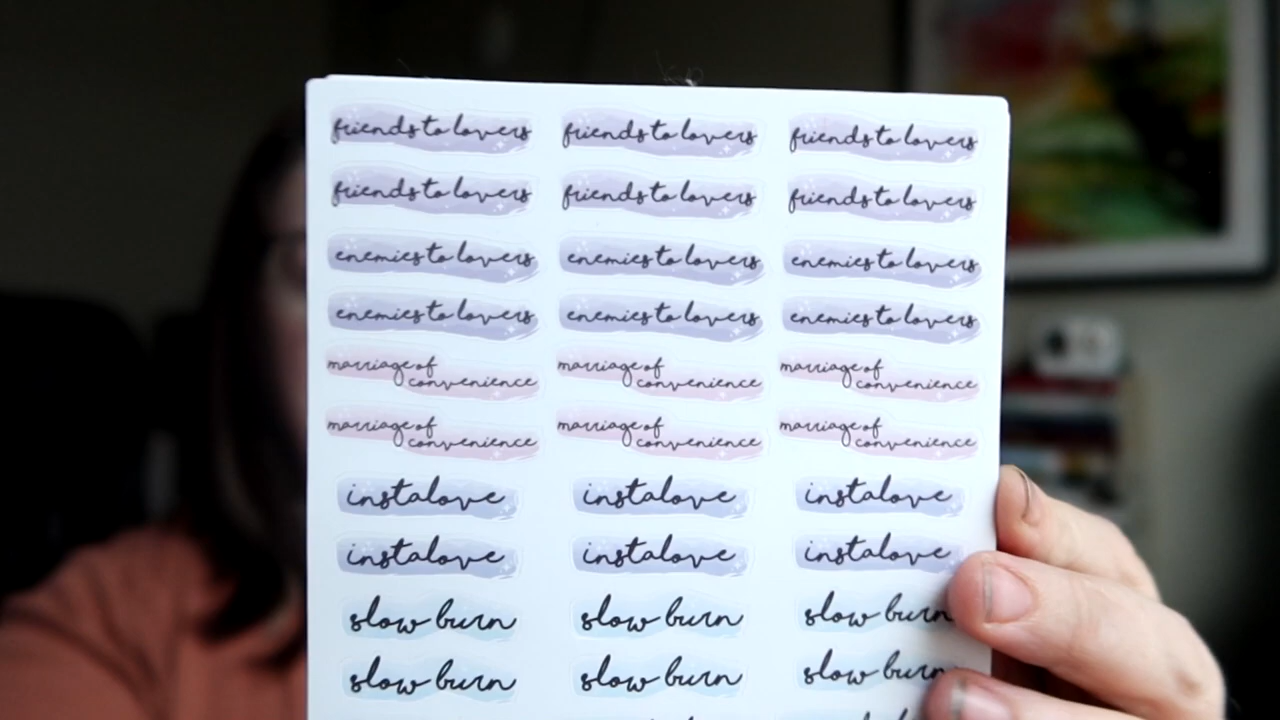 friends to lovers friends to lovers friends to lovers
friends to lovers friends to lovers friends to lovers
enemies to lovers enemies to lovers enemies to lovers
enemies to lovers enemies to lovers enemies to lovers
marriage of convenience marriage of convenience marriage of convenience
marriage of convenience marriage of convenience marriage of convenience
instalove instalove instalove
instalove instalove instalove
slow burn slow burn slow burn
slow burn slow burn slow burn